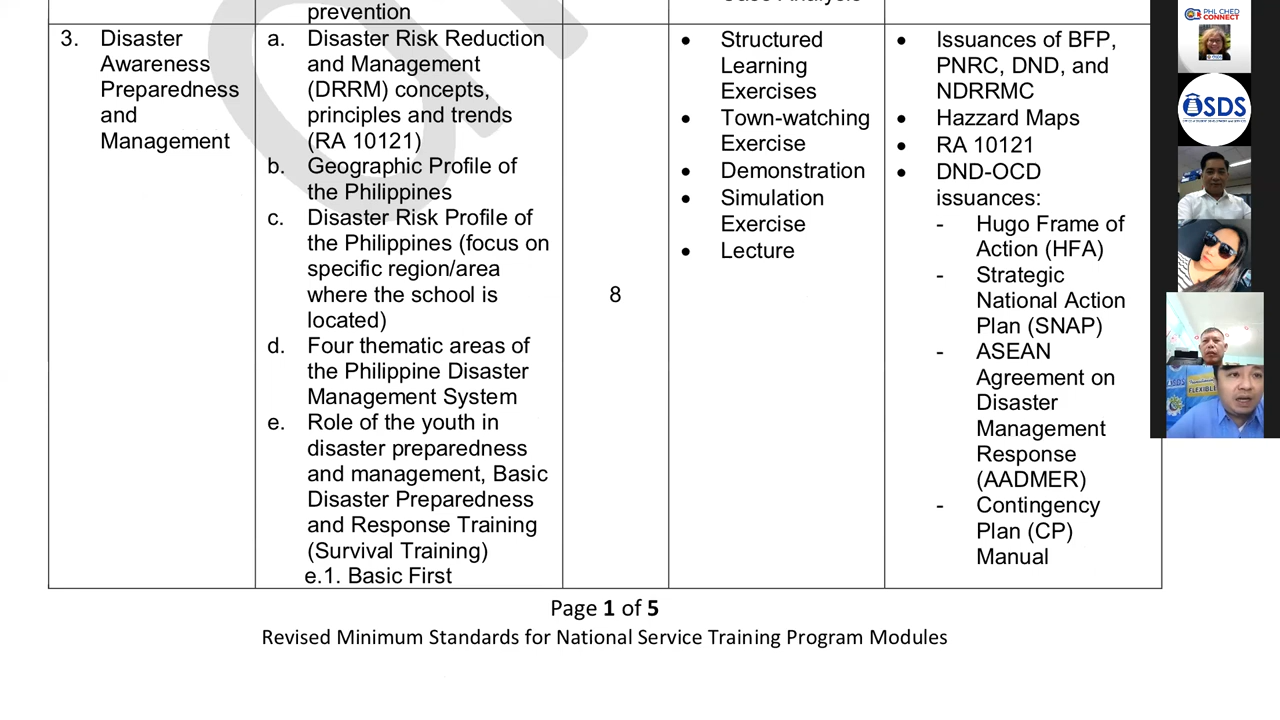 prevention
3. Disaster
Awareness
Preparedness
and
Management
a. Disaster Risk Reduction
and Management
(DRRM) concepts,
principles and trends
(RA 10121)
b. Geographic Profile of
the Philippines
c. Disaster Risk Profile of
the Philippines (focus on
specific region/area
where the school is
located)
d. Four thematic areas of
the Philippine Disaster
Management System
e. Role of the youth in
disaster preparedness
and management, Basic
Disaster Preparedness
and Response Training
(Survival Training)
e.1. Basic First
8
• Structured
Learning
Exercises
• Town-watching
Exercise
• Demonstration
• Simulation
Exercise
• Lecture
• Issuances of BFP,
PNRC, DND, and
NDRRMC
• Hazzard Maps
• RA 10121
• DND-OCD
issuances:
- Hugo Frame of
Action (HFA)
- Strategic
National Action
Plan (SNAP)
- ASEAN
Agreement on
Disaster
Management
Response
(AADMER)
- Contingency
Plan (CP)
Manual
Page 1 of 5
Revised Minimum Standards for National Service Training Program Modules
PHL CHED
CONNECT
OSDS
FLEXIBLE